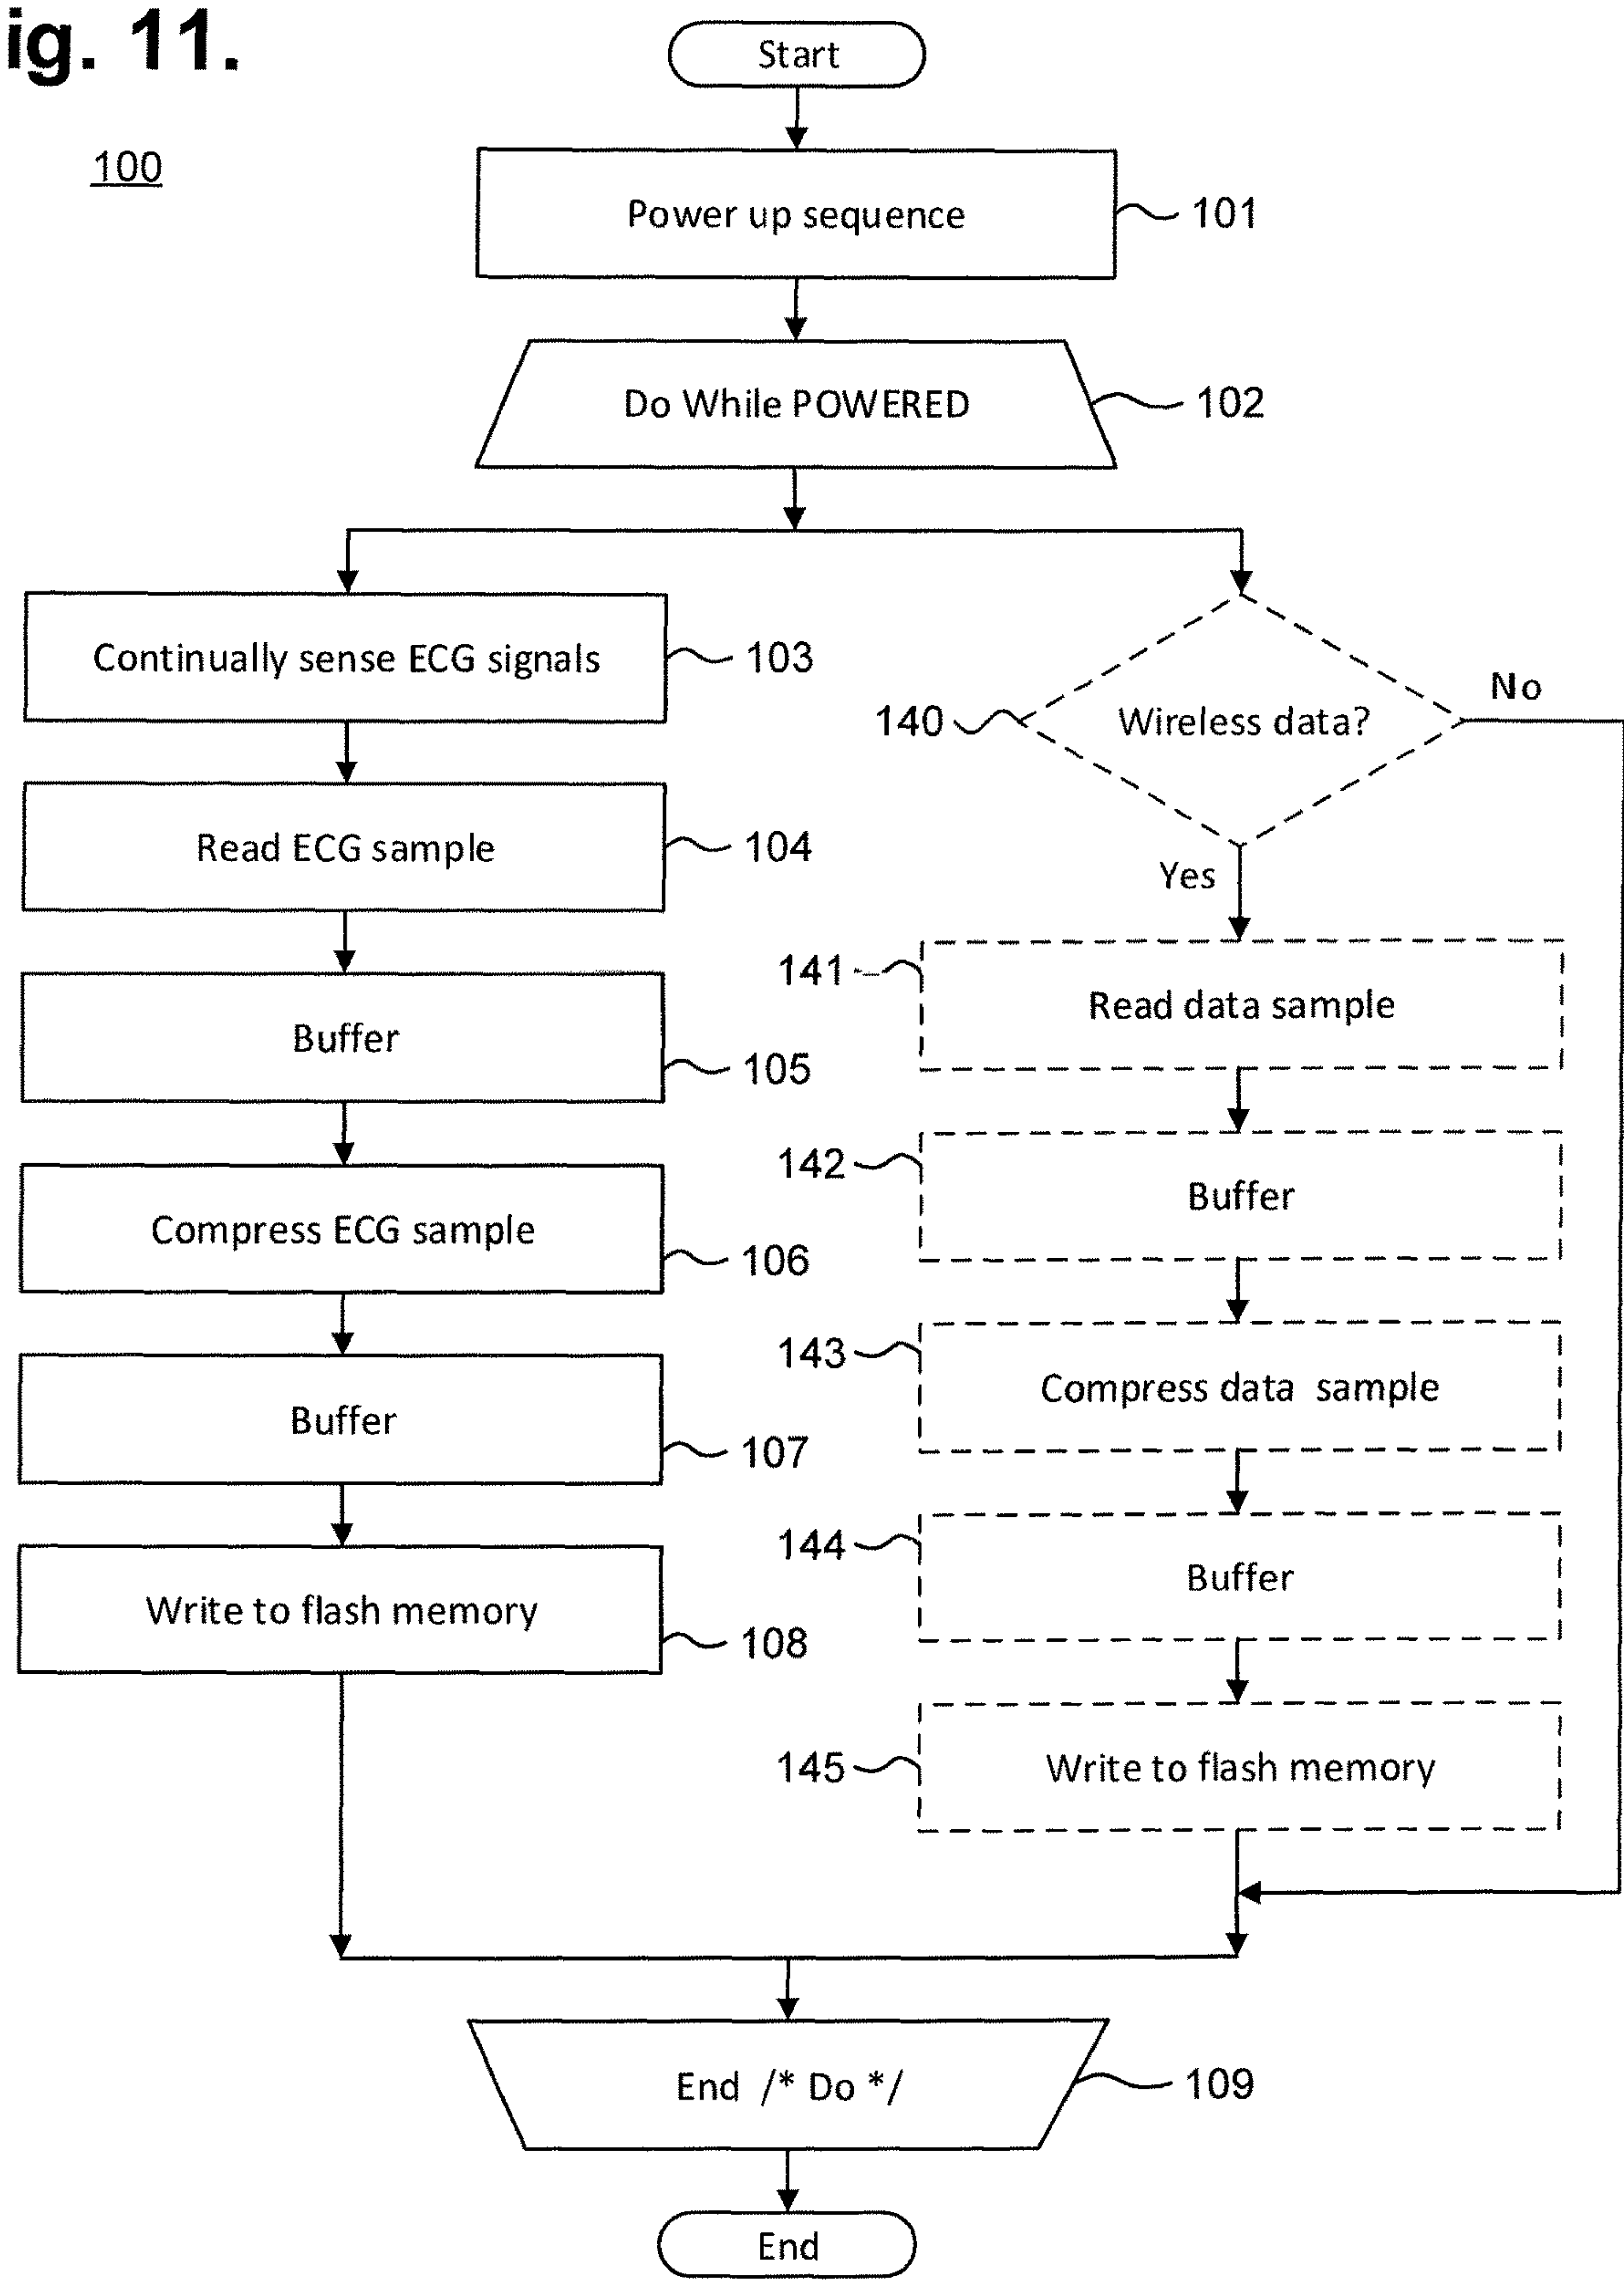 ig. 11.
100
Start
Power up sequence
101
Do While POWERED
102
Continually sense ECG signals
103
Read ECG sample
104
Buffer
105
Compress ECG sample
106
Buffer
107
Write to flash memory
108
140
Wireless data?
No
Yes
141
Read data sample
142
Buffer
143
Compress data sample
144
Buffer
145
Write to flash memory
End /* Do */
109
End